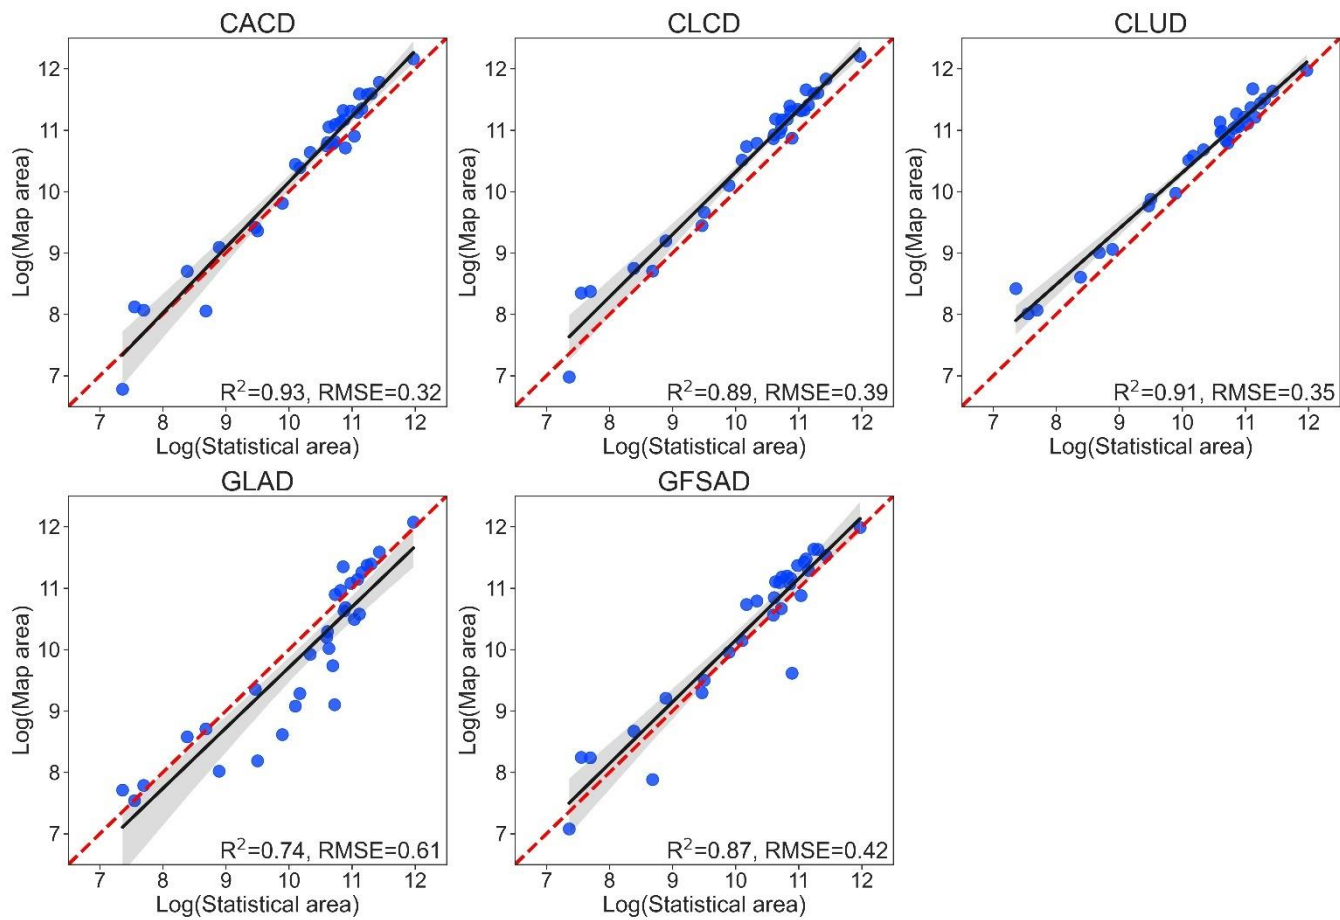 CACD
CLCD
CLUD
Log(Map area)
12
11
10
9
8
7
R²=0.93, RMSE=0.32
7 8 9 10 11 12
Log(Statistical area)
Log(Map area)
12
11
10
9
8
7
R²=0.89, RMSE=0.39
7 8 9 10 11 12
Log(Statistical area)
Log(Map area)
12
11
10
9
8
7
R²=0.91, RMSE=0.35
7 8 9 10 11 12
Log(Statistical area)
GLAD
GFSAD
Log(Map area)
12
11
10
9
8
7
R²=0.74, RMSE=0.61
7 8 9 10 11 12
Log(Statistical area)
Log(Map area)
12
11
10
9
8
7
R²=0.87, RMSE=0.42
7 8 9 10 11 12
Log(Statistical area)